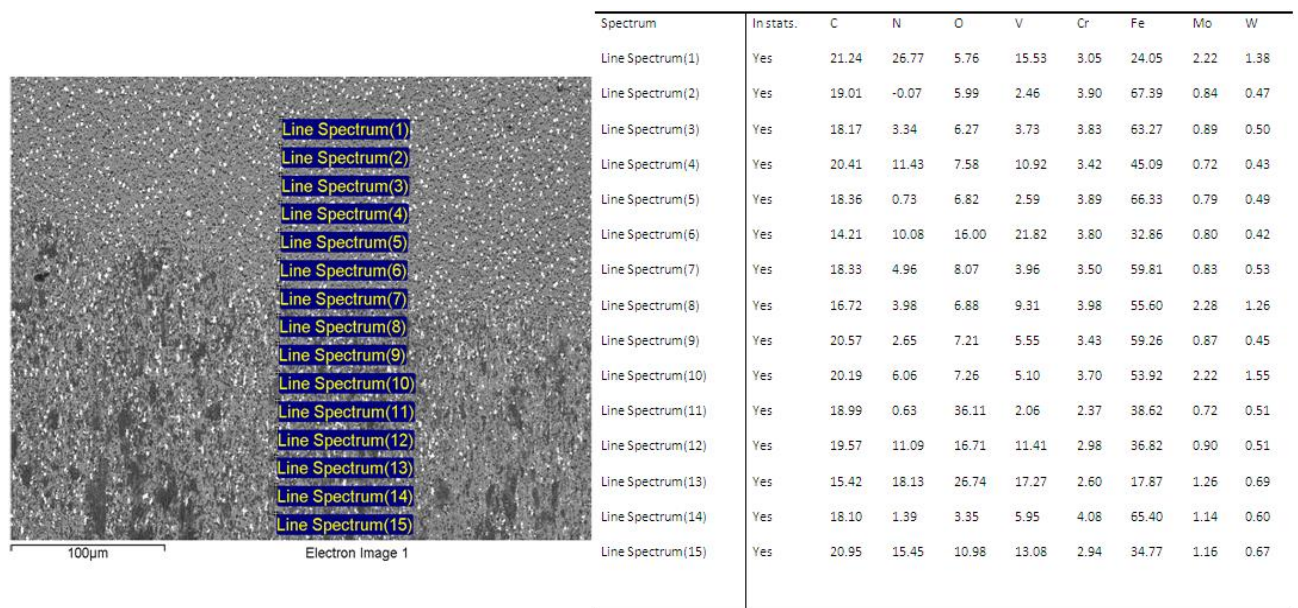 Line Spectrum(1)
Line Spectrum(2)
Line Spectrum(3)
Line Spectrum(4)
Line Spectrum(5)
Line Spectrum(6)
Line Spectrum(7)
Line Spectrum(8)
Line Spectrum(9)
Line Spectrum(10)
Line Spectrum(11)
Line Spectrum(12)
Line Spectrum(13)
Line Spectrum(14)
Line Spectrum(15)
100µm Electron Image 1
Spectrum In stats. C N O V Cr Fe Mo W
Line Spectrum(1) Yes 21.24 26.77 5.76 15.53 3.05 24.05 2.22 1.38
Line Spectrum(2) Yes 19.01 -0.07 5.99 2.46 3.90 67.39 0.84 0.47
Line Spectrum(3) Yes 18.17 3.34 6.27 3.73 3.83 63.27 0.89 0.50
Line Spectrum(4) Yes 20.41 11.43 7.58 10.92 3.42 45.09 0.72 0.43
Line Spectrum(5) Yes 18.36 0.73 6.82 2.59 3.89 66.33 0.79 0.49
Line Spectrum(6) Yes 14.21 10.08 16.00 21.82 3.80 32.86 0.80 0.42
Line Spectrum(7) Yes 18.33 4.96 8.07 3.96 3.50 59.81 0.83 0.53
Line Spectrum(8) Yes 16.72 3.98 6.88 9.31 3.98 55.60 2.28 1.26
Line Spectrum(9) Yes 20.57 2.65 7.21 5.55 3.43 59.26 0.87 0.45
Line Spectrum(10) Yes 20.19 6.06 7.26 5.10 3.70 53.92 2.22 1.55
Line Spectrum(11) Yes 18.99 0.63 36.11 2.06 2.37 38.62 0.72 0.51
Line Spectrum(12) Yes 19.57 11.09 16.71 11.41 2.98 36.82 0.90 0.51
Line Spectrum(13) Yes 15.42 18.13 26.74 17.27 2.60 17.87 1.26 0.69
Line Spectrum(14) Yes 18.10 1.39 3.35 5.95 4.08 65.40 1.14 0.60
Line Spectrum(15) Yes 20.95 15.45 10.98 13.08 2.94 34.77 1.16 0.67